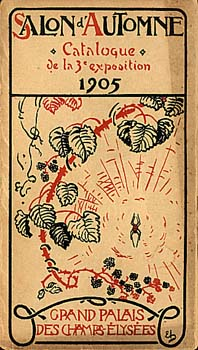 SALON d'AUTOMNE
Catalogue
de la 3e exposition
1905
GRAND PALAIS
DES CHAMPS-ÉLYSÉES